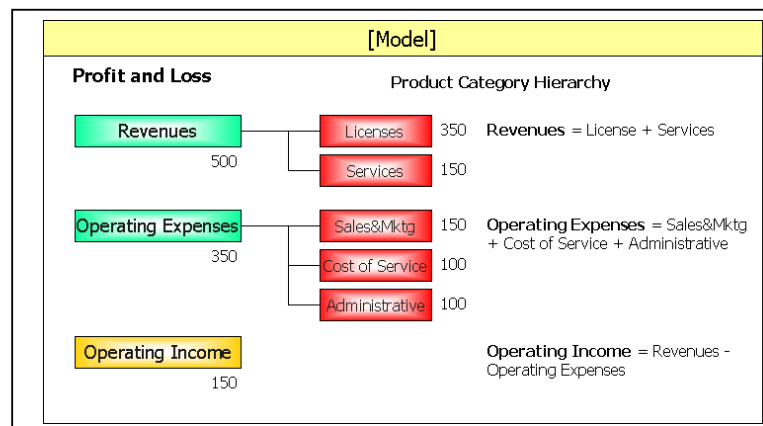 [Model]
Profit and Loss
Product Category Hierarchy
Revenues
Licenses
350
Revenues = License + Services
500
Services
150
Operating Expenses
Sales&Mktg
150
Operating Expenses = Sales&Mktg
+ Cost of Service + Administrative
350
Cost of Service
100
Administrative
100
Operating Income
Operating Income = Revenues -
Operating Expenses
150